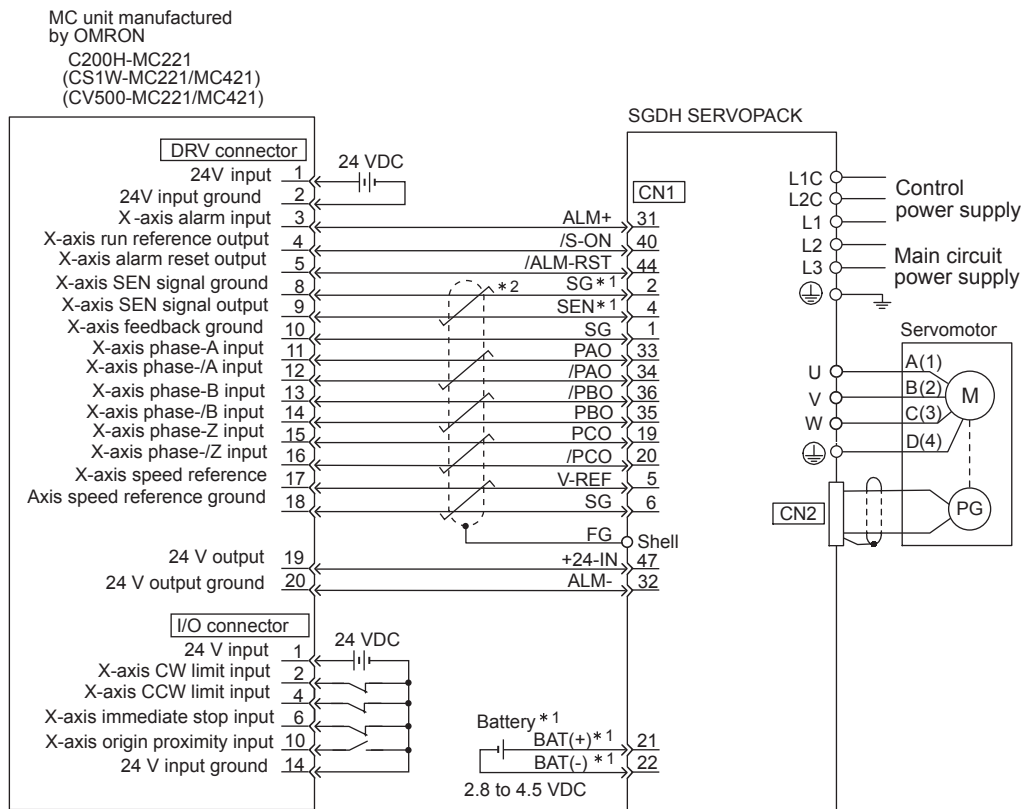 MC unit manufactured
by OMRON
C200H-MC221
(CS1W-MC221/MC421)
(CV500-MC221/MC421)
SGDH SERVOPACK
DRV connector
24 VDC
CN1
24V input 1
24V input ground 2
X-axis alarm input 3 ALM+ 31
X-axis run reference output 4 /S-ON 40
X-axis alarm reset output 5 /ALM-RST 44
X-axis SEN signal ground 8 *2 SG*1 2
X-axis SEN signal output 9 SEN*1 4
X-axis feedback ground 10 SG 1
X-axis phase-A input 11 PAO 33
X-axis phase-/A input 12 /PAO 34
X-axis phase-B input 13 /PBO 36
X-axis phase-/B input 14 PBO 35
X-axis phase-Z input 15 PCO 19
X-axis phase-/Z input 16 /PCO 20
X-axis speed reference 17 V-REF 5
Axis speed reference ground 18 SG 6
FG Shell
24 V output 19 +24-IN 47
24 V output ground 20 ALM- 32
I/O connector
24 VDC
24 V input 1
X-axis CW limit input 2
X-axis CCW limit input 4
X-axis immediate stop input 6
X-axis origin proximity input 10
24 V input ground 14
Battery*1
BAT(+)*1 21
BAT(-)*1 22
2.8 to 4.5 VDC
L1C
L2C
Control
power supply
L1
L2
L3
Main circuit
power supply
Servomotor
U A(1)
V B(2)
W C(3)
D(4)
M
CN2
PG